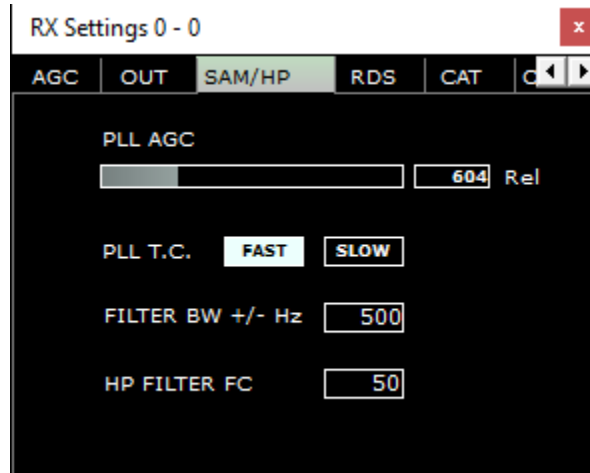 RX Settings 0 - 0 x
AGC OUT SAM/HP RDS CAT
PLL AGC
604 Rel
PLL T.C. FAST SLOW
FILTER BW +/- Hz 500
HP FILTER FC 50